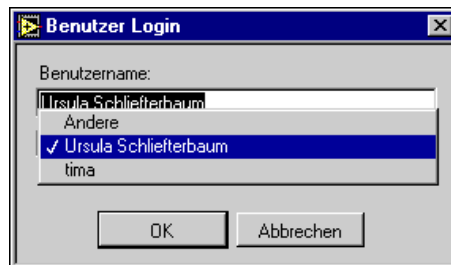 Benutzer Login
Benutzername:
Ursula Schliefterbaum
Andere
✓ Ursula Schliefterbaum
tima
OK Abbrechen